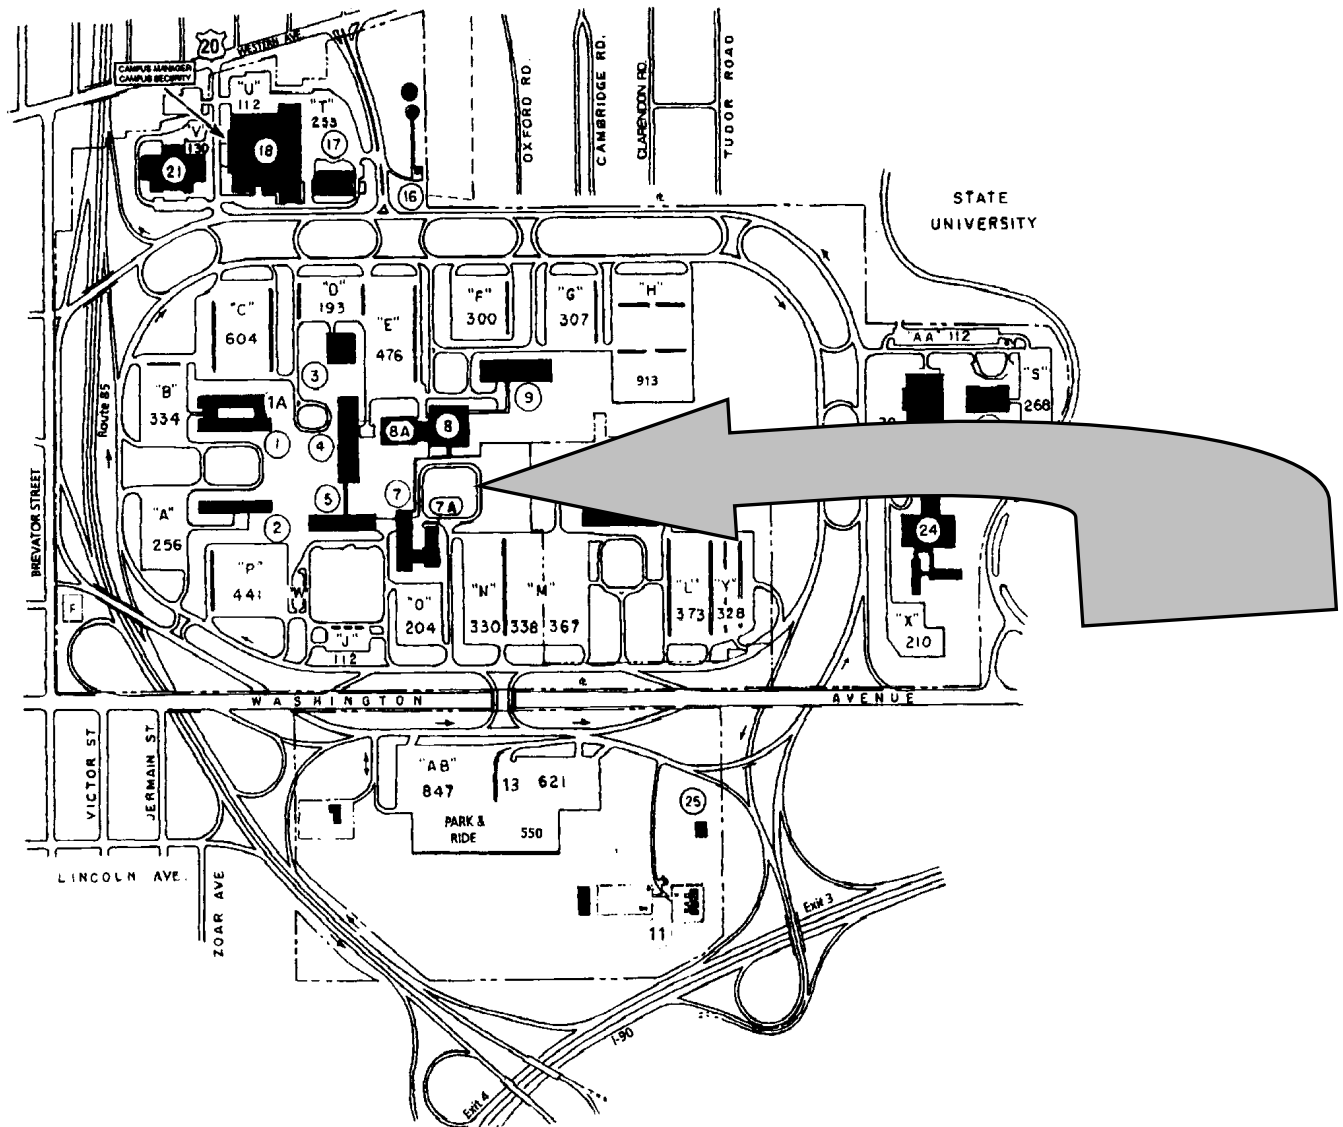 20
WESTERN AVE.
CAMPUS MANAGER
CAMPUS SECURITY
"U"
112
"T"
253
"V"
130
17
18
21
16
OXFORD RD.
CAMBRIDGE RD.
CLARENDON RD.
TUDOR ROAD
STATE
UNIVERSITY
"C"
604
"D"
193
"E"
476
"F"
300
"G"
307
"H"
913
"AA" 112
"S"
268
"B"
334
1A
1
3
4
8A
8
9
Route 85
BREVATOR STREET
"A"
256
2
5
7
7A
24
"P"
441
"W"
"J"
112
"O"
204
"N"
330
"M"
338 367
"L"
373
"Y"
328
"X"
210
F
WASHINGTON AVENUE
VICTOR ST
JERMAIN ST
LINCOLN AVE.
ZOAR AVE
"AB"
847
13 621
PARK &
RIDE
550
25
11
Exit 3
I-90
Exit 4